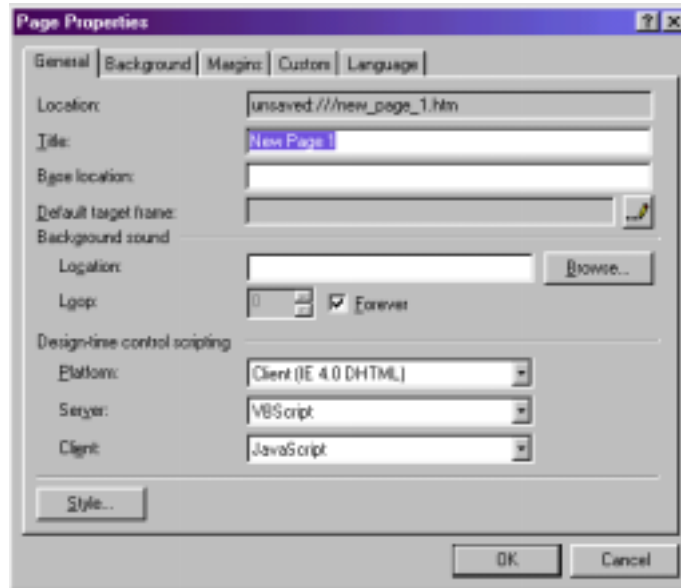 Page Properties
General Background Margins Custom Language
Location: unsaved:///new_page_1.htm
Title: New Page 1
Base location:
Default target frame:
Background sound
Location: Browse...
Loop: 0 Forever
Design-time control scripting
Platform: Client (IE 4.0 DHTML)
Server: VBScript
Client: JavaScript
Style...
OK Cancel